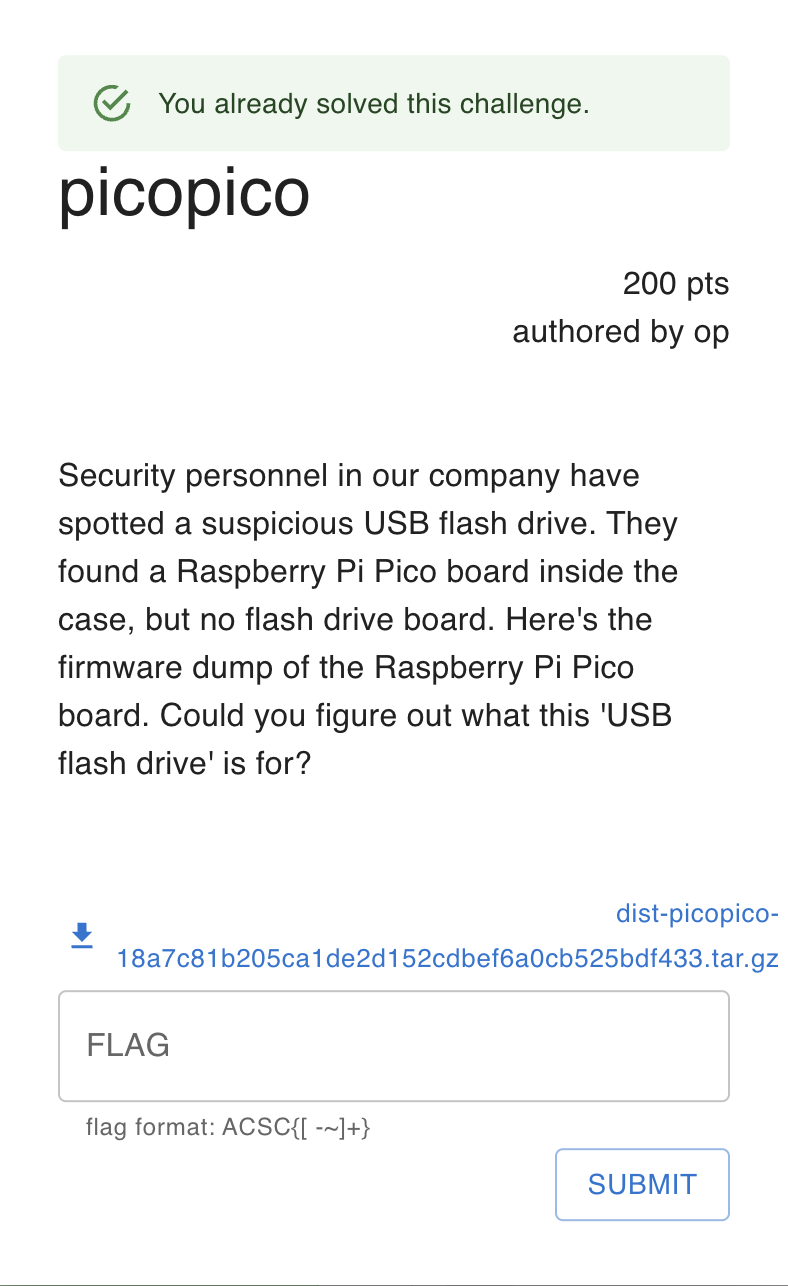 You already solved this challenge.
picopico
200 pts
authored by op
Security personnel in our company have
spotted a suspicious USB flash drive. They
found a Raspberry Pi Pico board inside the
case, but no flash drive board. Here's the
firmware dump of the Raspberry Pi Pico
board. Could you figure out what this 'USB
flash drive' is for?
dist-picopico-
18a7c81b205ca1de2d152cdbef6a0cb525bdf433.tar.gz
FLAG
flag format: ACSC{[ -~]+}
SUBMIT